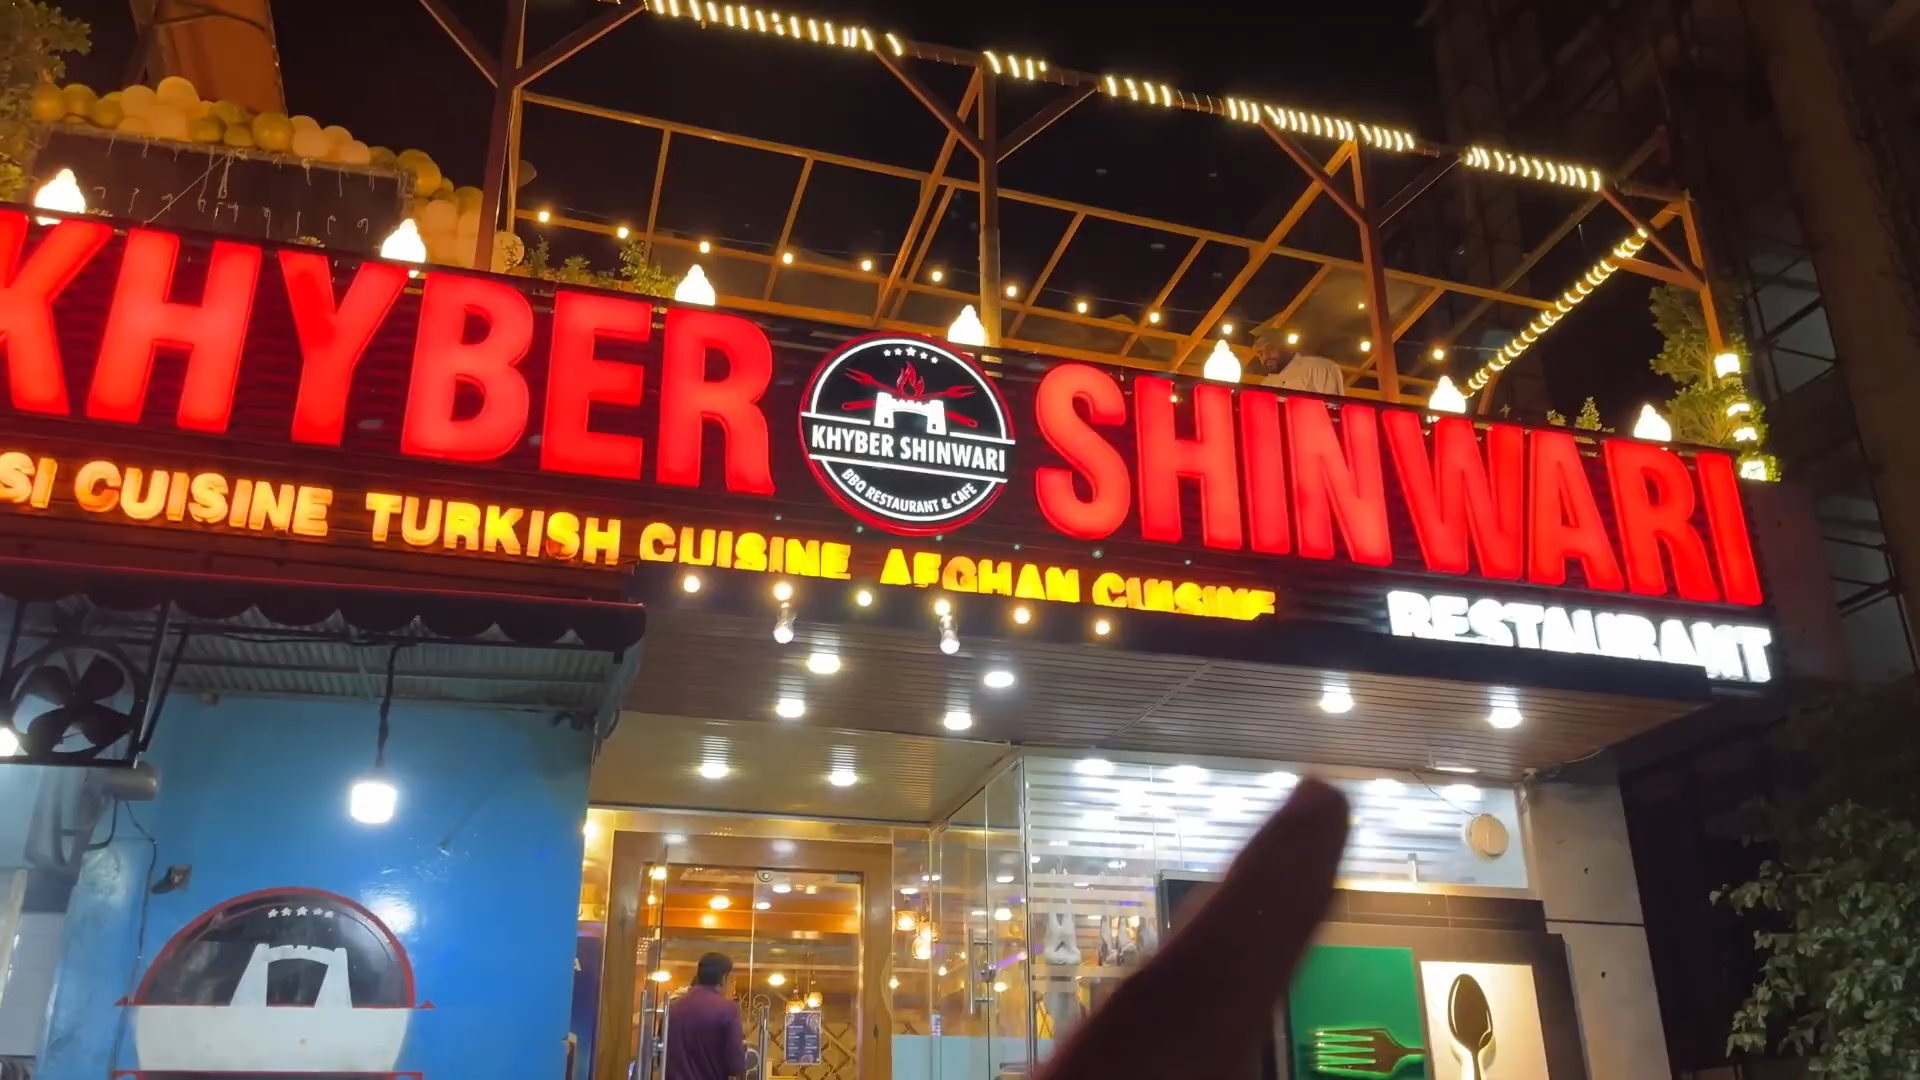 KHYBER SHINWARI
KHYBER SHINWARI
BBQ RESTAURANT & CAFE
SI CUISINE TURKISH CUISINE AFGHAN CUISINE
RESTAURANT